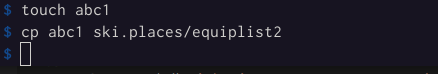 $ touch abc1
$ cp abc1 ski.places/equiplist2
$